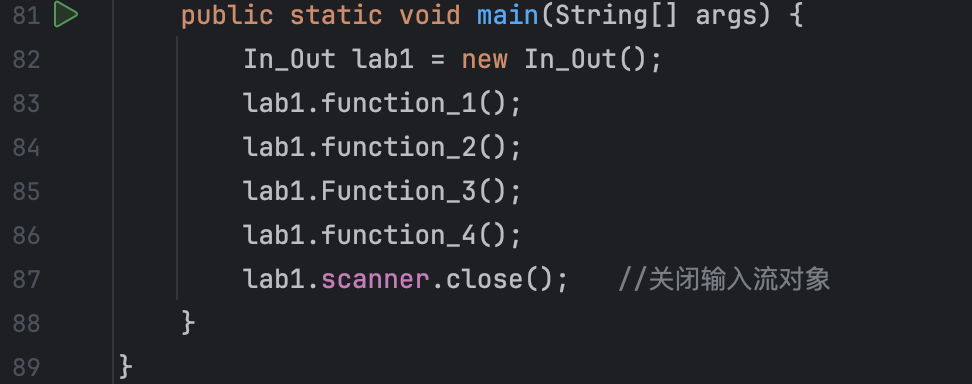 81 public static void main(String[] args) {
82 In_Out lab1 = new In_Out();
83 lab1.function_1();
84 lab1.function_2();
85 lab1.Function_3();
86 lab1.function_4();
87 lab1.scanner.close(); //关闭输入流对象
88 }
89 }